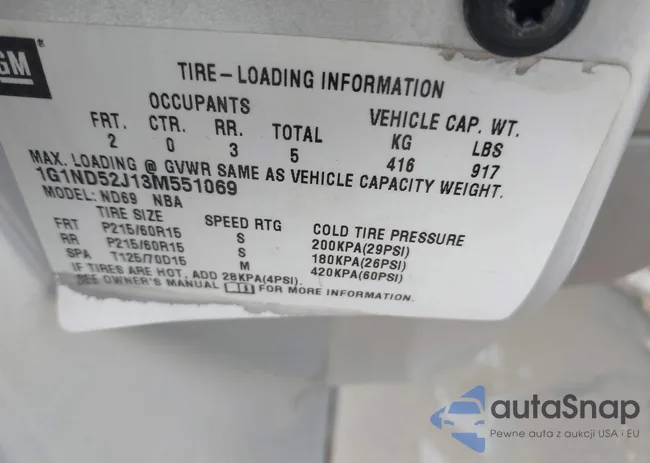 GM
TIRE-LOADING INFORMATION
OCCUPANTS VEHICLE CAP. WT.
FRT. CTR. RR. TOTAL KG LBS
2 0 3 5 416 917
MAX. LOADING @ GVWR SAME AS VEHICLE CAPACITY WEIGHT.
1G1ND52J13M551069
MODEL: ND69 NBA
TIRE SIZE SPEED RTG COLD TIRE PRESSURE
FRT P215/60R15 S 200KPA(29PSI)
RR P215/60R15 S 180KPA(26PSI)
SPA T125/70D15 M 420KPA(60PSI)
IF TIRES ARE HOT, ADD 28KPA(4PSI).
SEE OWNER'S MANUAL FOR MORE INFORMATION.
autaSnap
Pewne auta z aukcji USA i EU